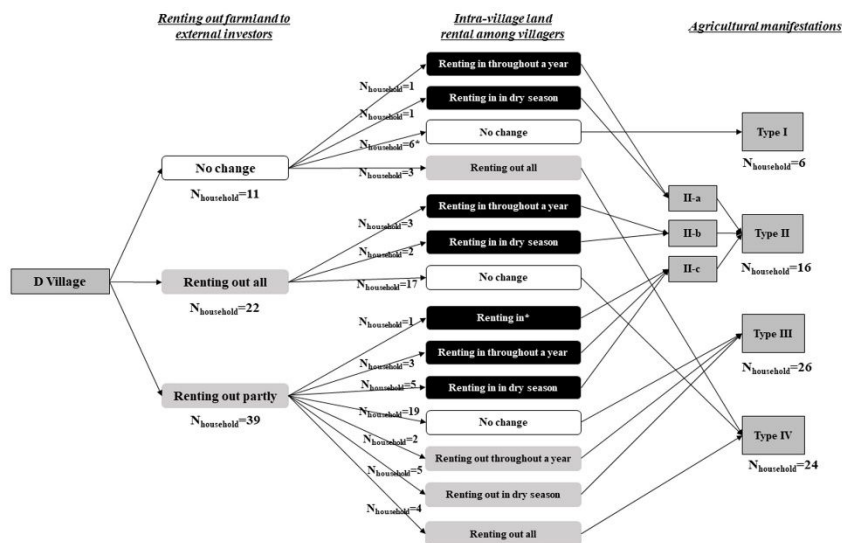 Renting out farmland to
external investors
Intra-village land
rental among villagers
Agricultural manifestations
D Village
No change
Nhousehold=11
Renting out all
Nhousehold=22
Renting out partly
Nhousehold=39
Nhousehold=1
Renting in throughout a year
Nhousehold=1
Renting in in dry season
Nhousehold=6*
No change
Nhousehold=3
Renting out all
Nhousehold=3
Renting in throughout a year
Nhousehold=2
Renting in in dry season
Nhousehold=17
No change
Nhousehold=1
Renting in*
Nhousehold=3
Renting in throughout a year
Nhousehold=5
Renting in in dry season
Nhousehold=19
No change
Nhousehold=2
Renting out throughout a year
Nhousehold=5
Renting out in dry season
Nhousehold=4
Renting out all
II-a
II-b
II-c
Type I
Nhousehold=6
Type II
Nhousehold=16
Type III
Nhousehold=26
Type IV
Nhousehold=24